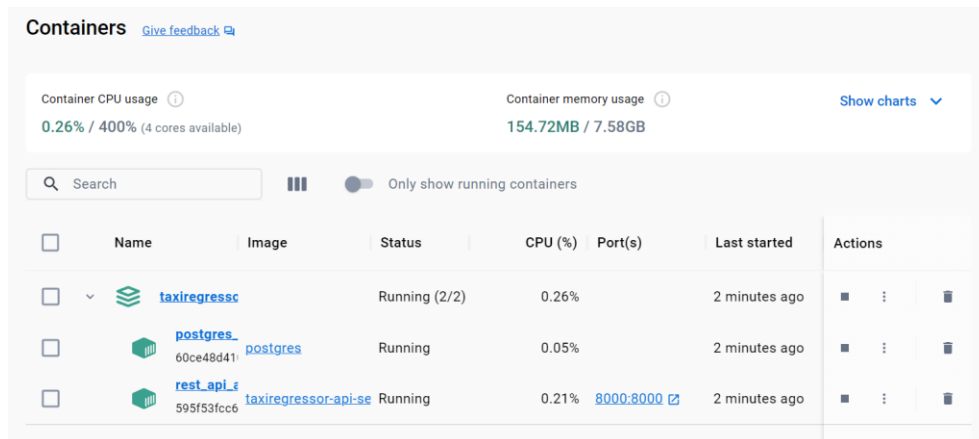 Containers Give feedback
Container CPU usage
Container memory usage
Show charts
0.26% / 400% (4 cores available)
154.72MB / 7.58GB
Search
Only show running containers
Name Image Status CPU (%) Port(s) Last started Actions
taxiregressc Running (2/2) 0.26% 2 minutes ago
postgres_
60ce48d41
postgres Running 0.05% 2 minutes ago
rest_api_a
595f53fcc6
taxiregressor-api-se Running 0.21% 8000:8000 2 minutes ago